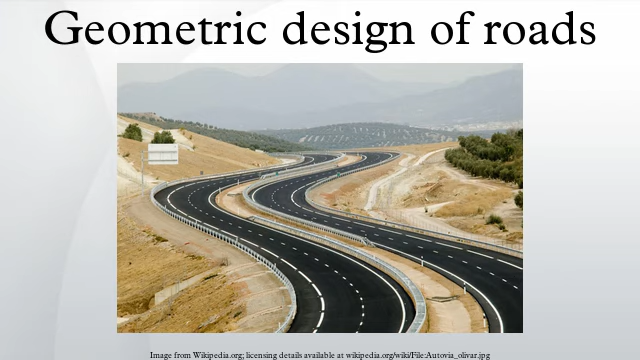 Geometric design of roads
Image from Wikipedia.org; licensing details available at wikipedia.org/wiki/File:Autovia_olivar.jpg